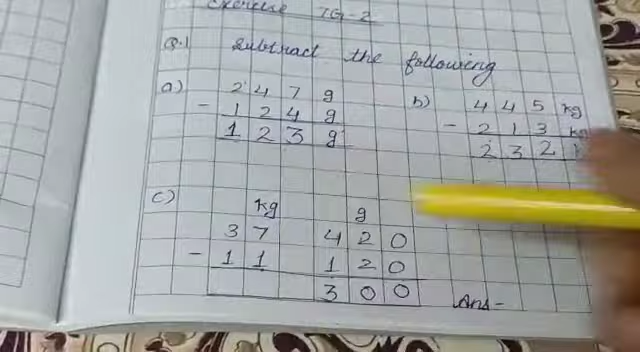 Exercise 7G-2
Q.1 Subtract the following
a) 2 4 7 g
- 1 2 4 g
1 2 3 g
b) 4 4 5 kg
- 2 1 3 kg
2 3 2
c) kg g
3 7 4 2 0
- 1 1 1 2 0
3 0 0
Ans-